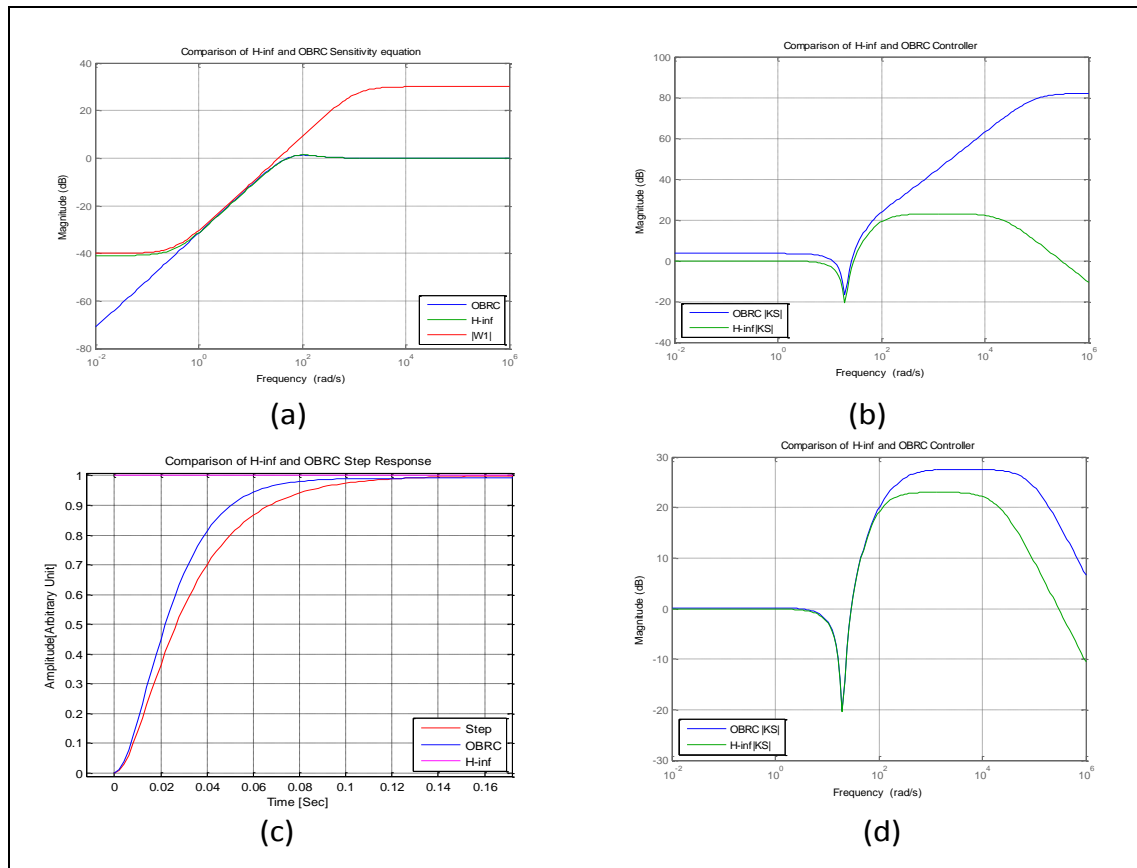 Comparison of H-inf and OBRC Sensitivity equation
40
20
0
-20
-40
-60
-80
Magnitude (dB)
10^-2
10^0
10^2
10^4
10^6
Frequency (rad/s)
OBRC
H-inf
|W1|
(a)
Comparison of H-inf and OBRC Controller
100
80
60
40
20
0
-20
-40
Magnitude (dB)
10^-2
10^0
10^2
10^4
10^6
Frequency (rad/s)
OBRC |KS|
H-inf|KS|
(b)
Comparison of H-inf and OBRC Step Response
1
0.9
0.8
0.7
0.6
0.5
0.4
0.3
0.2
0.1
0
Amplitude[Arbitrary Unit]
0 0.02 0.04 0.06 0.08 0.1 0.12 0.14 0.16
Time [Sec]
Step
OBRC
H-inf
(c)
Comparison of H-inf and OBRC Controller
30
20
10
0
-10
-20
-30
Magnitude (dB)
10^-2
10^0
10^2
10^4
10^6
Frequency (rad/s)
OBRC |KS|
H-inf|KS|
(d)